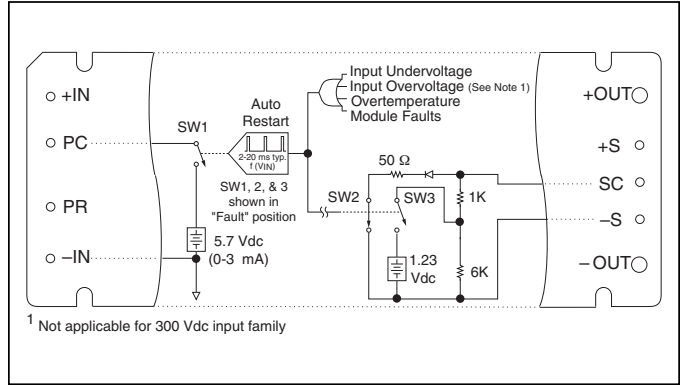 +IN
PC
PR
–IN
SW1
5.7 Vdc
(0-3 mA)
Auto
Restart
2-20 ms typ.
f (VIN)
SW1, 2, & 3
shown in
"Fault" position
Input Undervoltage
Input Overvoltage (See Note 1)
Overtemperature
Module Faults
50 Ω
SW2
SW3
1K
1.23
Vdc
6K
+OUT
+S
SC
–S
–OUT
1 Not applicable for 300 Vdc input family